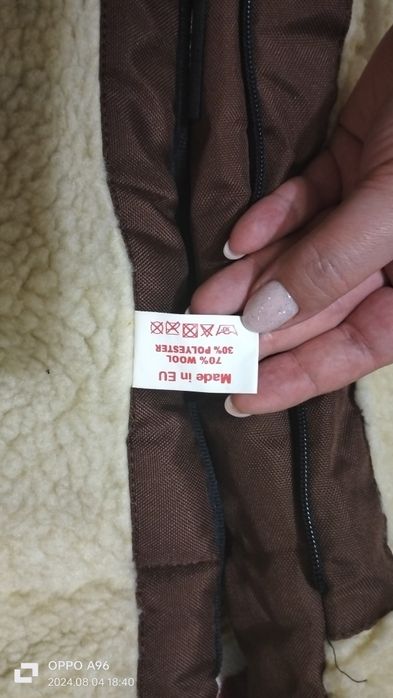 Made in EU
70% WOOL
30% POLYESTER
OPPO A96
2024.08.04 18:40